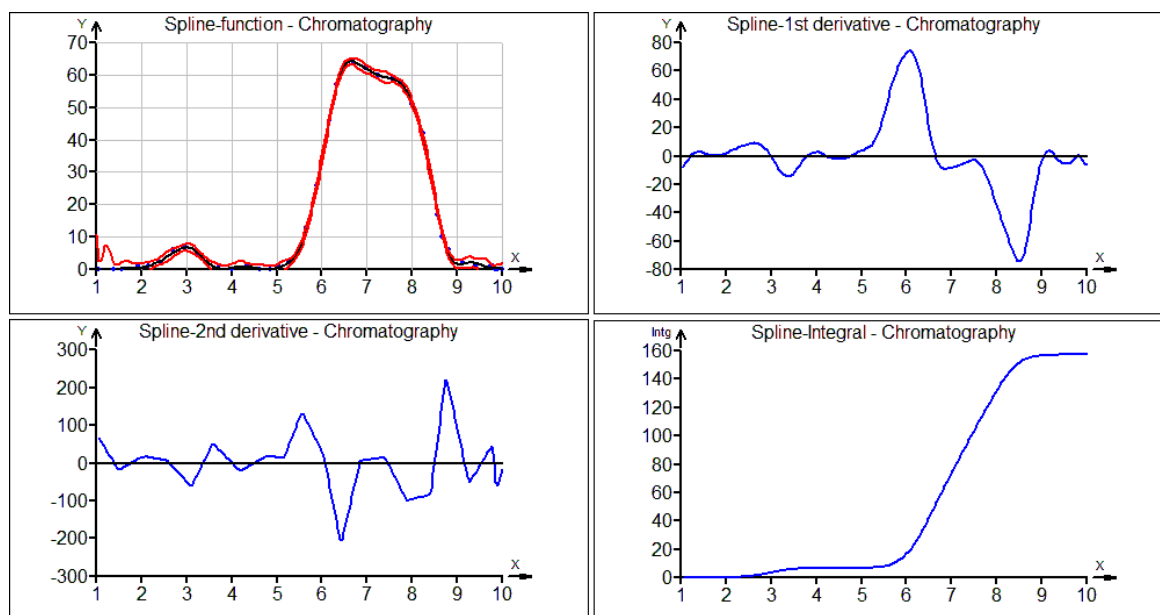 Y
Spline-function - Chromatography
70
60
50
40
30
20
10
0
1 2 3 4 5 6 7 8 9 10
X
Y
Spline-1st derivative - Chromatography
80
60
40
20
0
-20
-40
-60
-80
1 2 3 4 5 6 7 8 9 10
X
Y
Spline-2nd derivative - Chromatography
300
200
100
0
-100
-200
-300
1 2 3 4 5 6 7 8 9 10
X
Intg
Spline-Integral - Chromatography
160
140
120
100
80
60
40
20
0
1 2 3 4 5 6 7 8 9 10
X